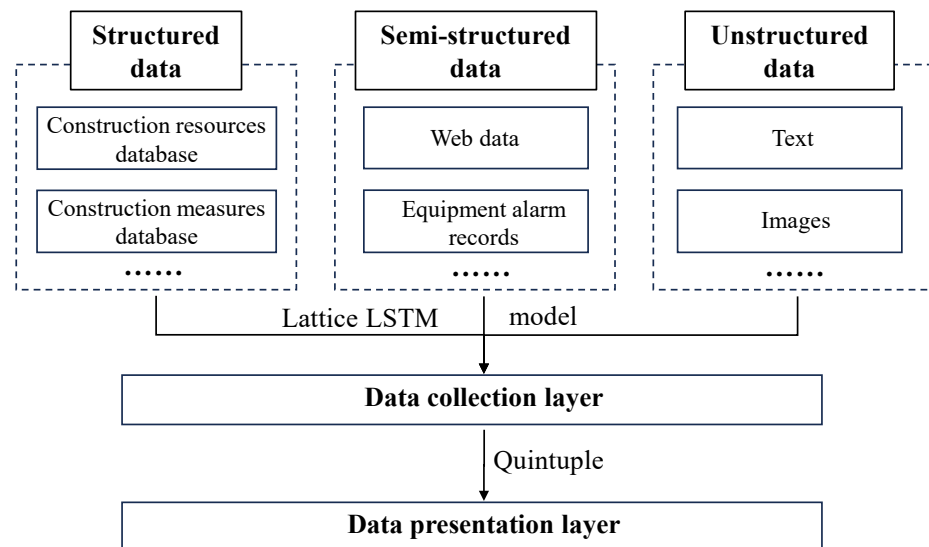 Structured
data
Semi-structured
data
Unstructured
data
Construction resources
database
Web data
Text
Construction measures
database
Equipment alarm
records
Images
......
......
......
Lattice LSTM model
Data collection layer
Quintuple
Data presentation layer